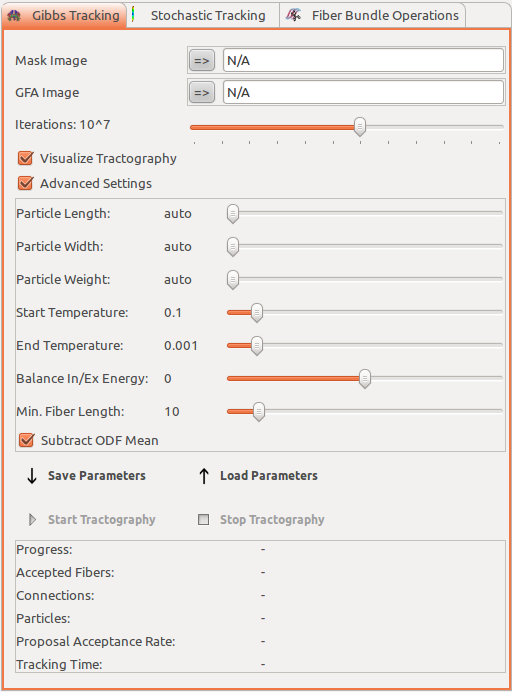 Gibbs Tracking Stochastic Tracking Fiber Bundle Operations
Mask Image => N/A
GFA Image => N/A
Iterations: 10^7
Visualize Tractography
Advanced Settings
Particle Length: auto
Particle Width: auto
Particle Weight: auto
Start Temperature: 0.1
End Temperature: 0.001
Balance In/Ex Energy: 0
Min. Fiber Length: 10
Subtract ODF Mean
Save Parameters Load Parameters
Start Tractography Stop Tractography
Progress: -
Accepted Fibers: -
Connections: -
Particles: -
Proposal Acceptance Rate: -
Tracking Time: -